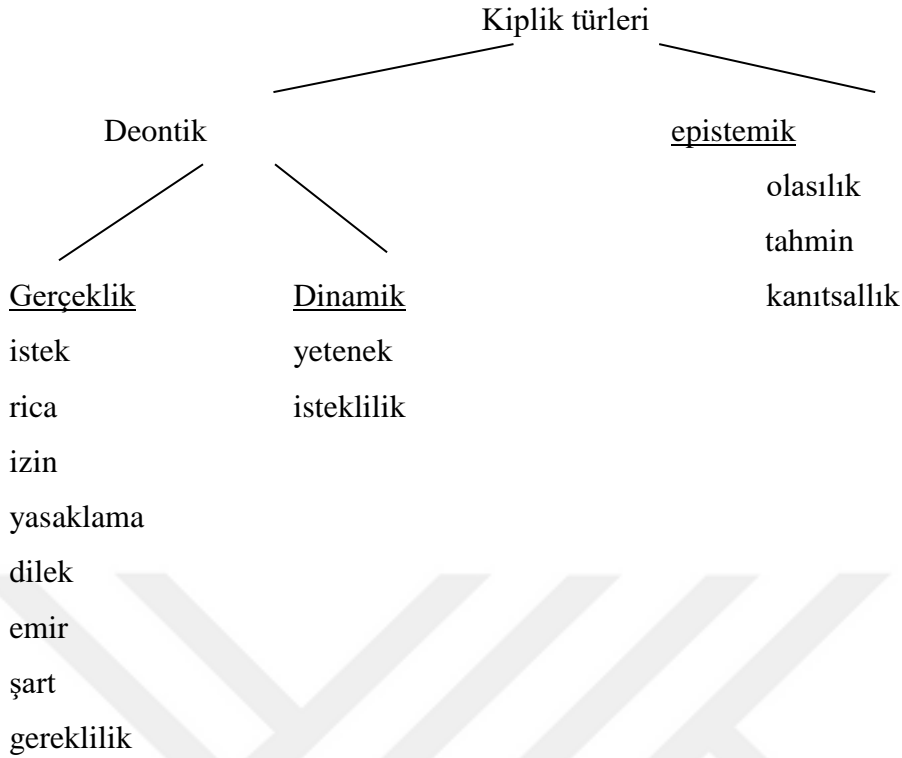 Kiplik türleri
Deontik
epistemik
olasılık
tahmin
kanıtsallık
Gerçeklik
istek
rica
izin
yasaklama
dilek
emir
şart
gereklilik
Dinamik
yetenek
isteklilik